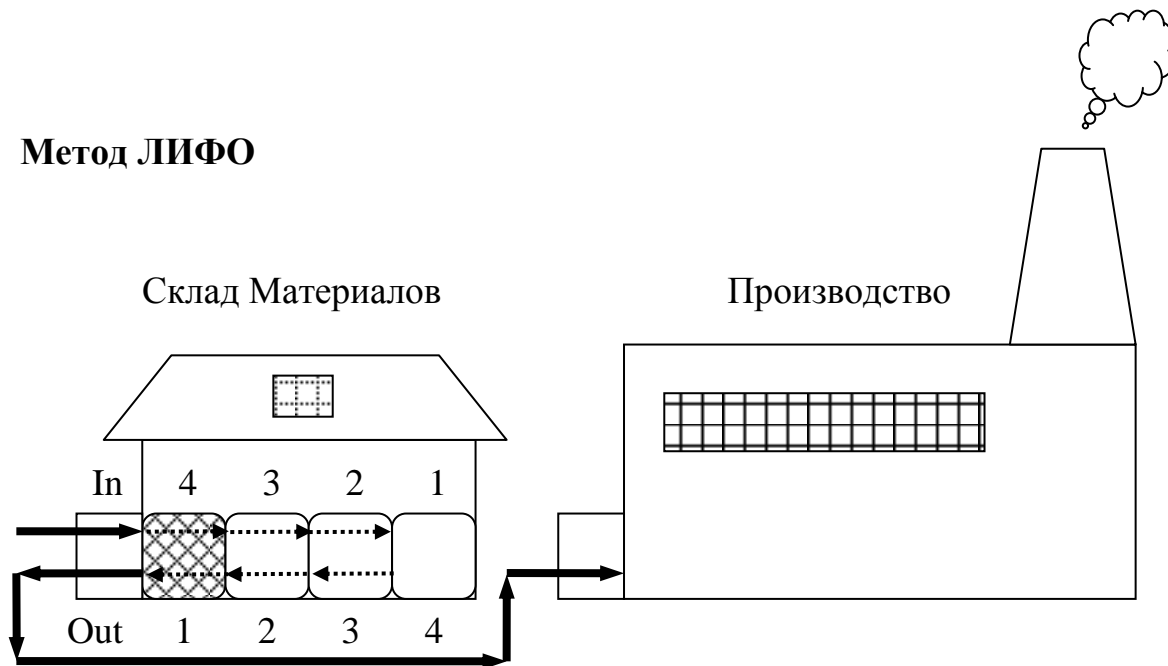 Метод ЛИФО
Склад Материалов
Производство
In 4 3 2 1
Out 1 2 3 4